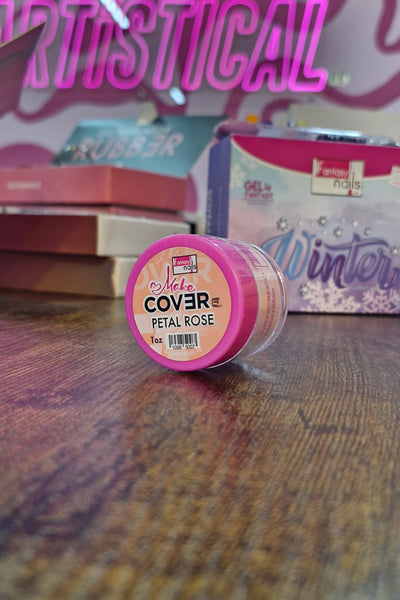 ARTISTICAL
RUBBER
Fantasy
nails
GEL
Winter
Fantasy
nails
Make
COVER
PETAL ROSE
1oz